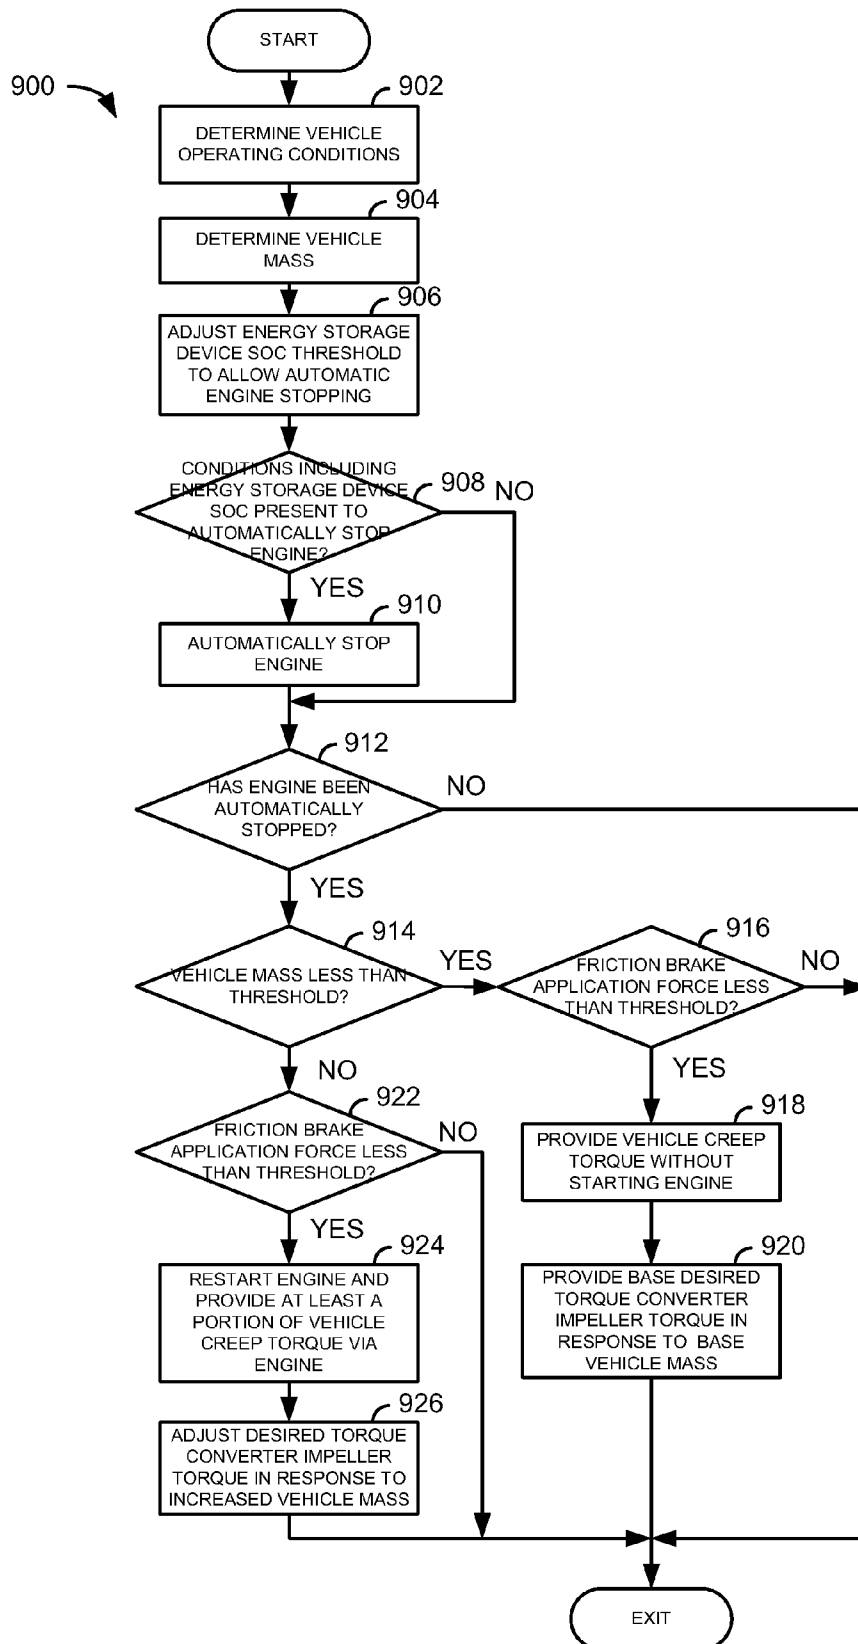 START
900
902
DETERMINE VEHICLE
OPERATING CONDITIONS
904
DETERMINE VEHICLE
MASS
906
ADJUST ENERGY STORAGE
DEVICE SOC THRESHOLD
TO ALLOW AUTOMATIC
ENGINE STOPPING
908
CONDITIONS INCLUDING
ENERGY STORAGE DEVICE
SOC PRESENT TO
AUTOMATICALLY STOP
ENGINE?
NO
YES
910
AUTOMATICALLY STOP
ENGINE
912
HAS ENGINE BEEN
AUTOMATICALLY
STOPPED?
NO
YES
914
VEHICLE MASS LESS THAN
THRESHOLD?
YES
916
FRICTION BRAKE
APPLICATION FORCE LESS
THAN THRESHOLD?
NO
YES
NO
922
FRICTION BRAKE
APPLICATION FORCE LESS
THAN THRESHOLD?
NO
YES
918
PROVIDE VEHICLE CREEP
TORQUE WITHOUT
STARTING ENGINE
920
PROVIDE BASE DESIRED
TORQUE CONVERTER
IMPELLER TORQUE IN
RESPONSE TO BASE
VEHICLE MASS
924
RESTART ENGINE AND
PROVIDE AT LEAST A
PORTION OF VEHICLE
CREEP TORQUE VIA
ENGINE
926
ADJUST DESIRED TORQUE
CONVERTER IMPELLER
TORQUE IN RESPONSE TO
INCREASED VEHICLE MASS
EXIT